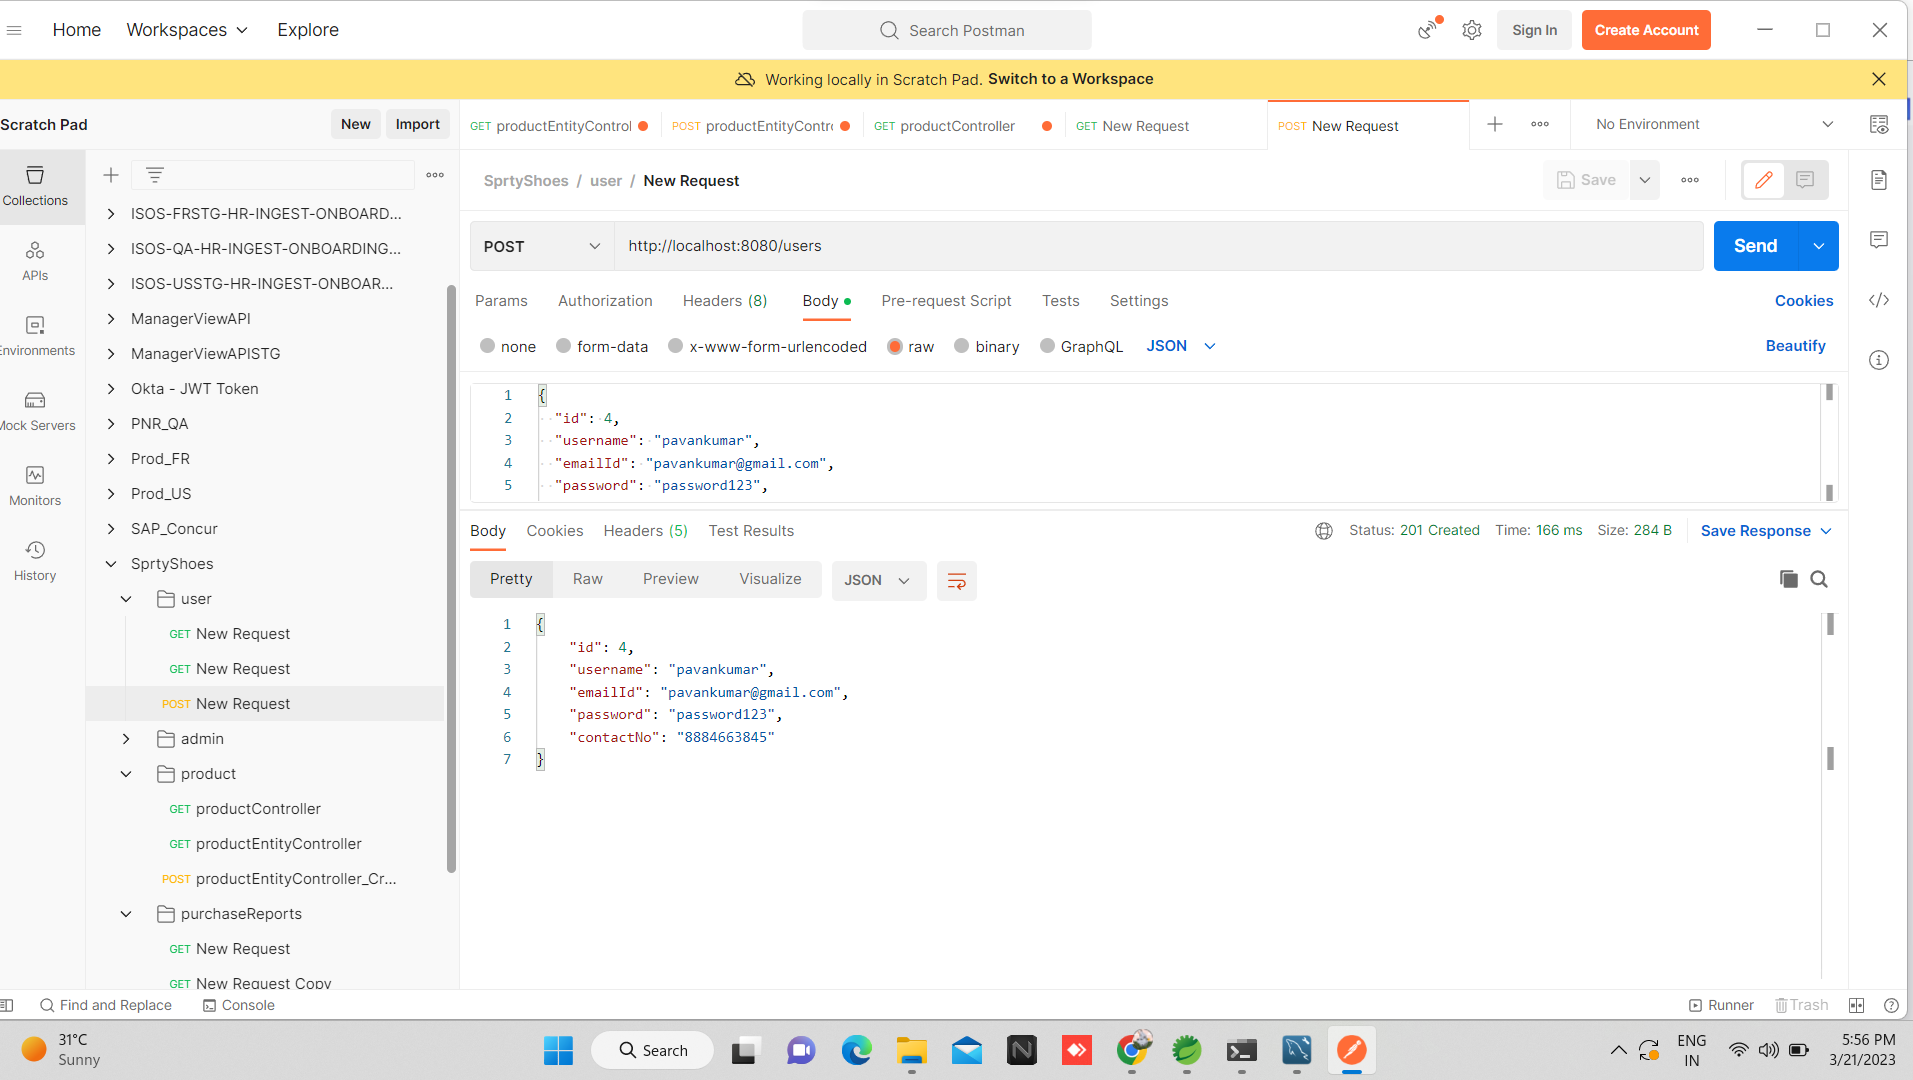 Home
Workspaces
Explore
Search Postman
Sign In
Create Account
Working locally in Scratch Pad. Switch to a Workspace
Scratch Pad
New
Import
GET productEntityControl
POST productEntityContr
GET productController
GET New Request
POST New Request
No Environment
Collections
APIs
Environments
Mock Servers
Monitors
History
ISOS-FRSTG-HR-INGEST-ONBOARD...
ISOS-QA-HR-INGEST-ONBOARDING...
ISOS-USSTG-HR-INGEST-ONBOAR...
ManagerViewAPI
ManagerViewAPISTG
Okta - JWT Token
PNR_QA
Prod_FR
Prod_US
SAP_Concur
SprtyShoes
user
GET New Request
GET New Request
POST New Request
admin
product
GET productController
GET productEntityController
POST productEntityController_Cr...
purchaseReports
GET New Request
GET New Request Copy
SprtyShoes / user / New Request
Save
POST
http://localhost:8080/users
Send
Params
Authorization
Headers (8)
Body
Pre-request Script
Tests
Settings
Cookies
none
form-data
x-www-form-urlencoded
raw
binary
GraphQL
JSON
Beautify
1 {
2 "id": 4,
3 "username": "pavankumar",
4 "emailId": "pavankumar@gmail.com",
5 "password": "password123",
Body
Cookies
Headers (5)
Test Results
Status: 201 Created
Time: 166 ms
Size: 284 B
Save Response
Pretty
Raw
Preview
Visualize
JSON
1 {
2 "id": 4,
3 "username": "pavankumar",
4 "emailId": "pavankumar@gmail.com",
5 "password": "password123",
6 "contactNo": "8884663845"
7 }
Find and Replace
Console
Runner
Trash
31°C
Sunny
Search
ENG
IN
5:56 PM
3/21/2023